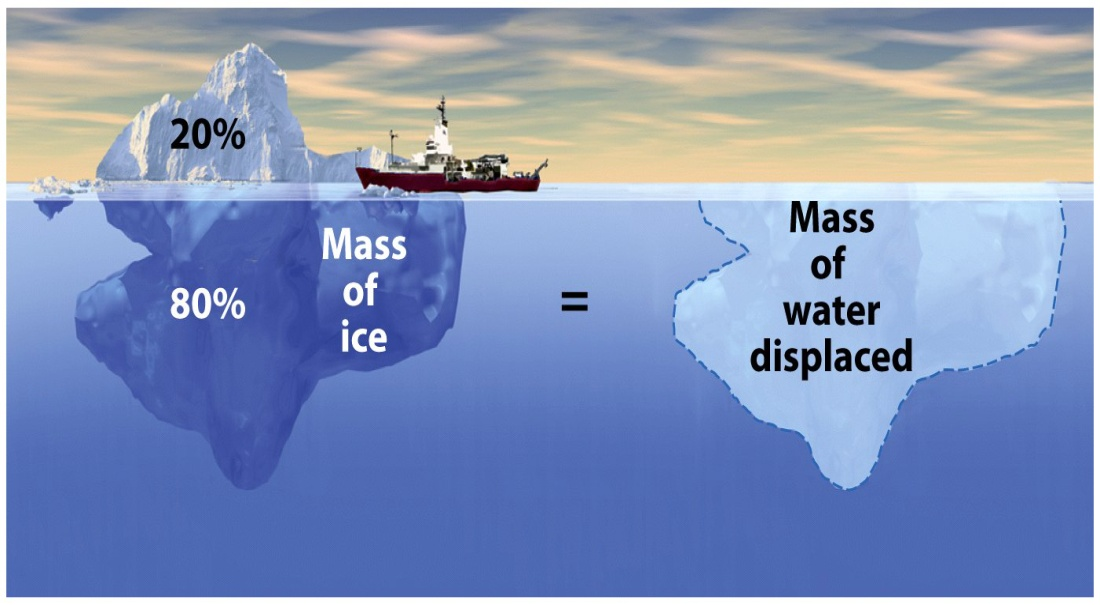 20%
80%
Mass
of
ice
=
Mass
of
water
displaced